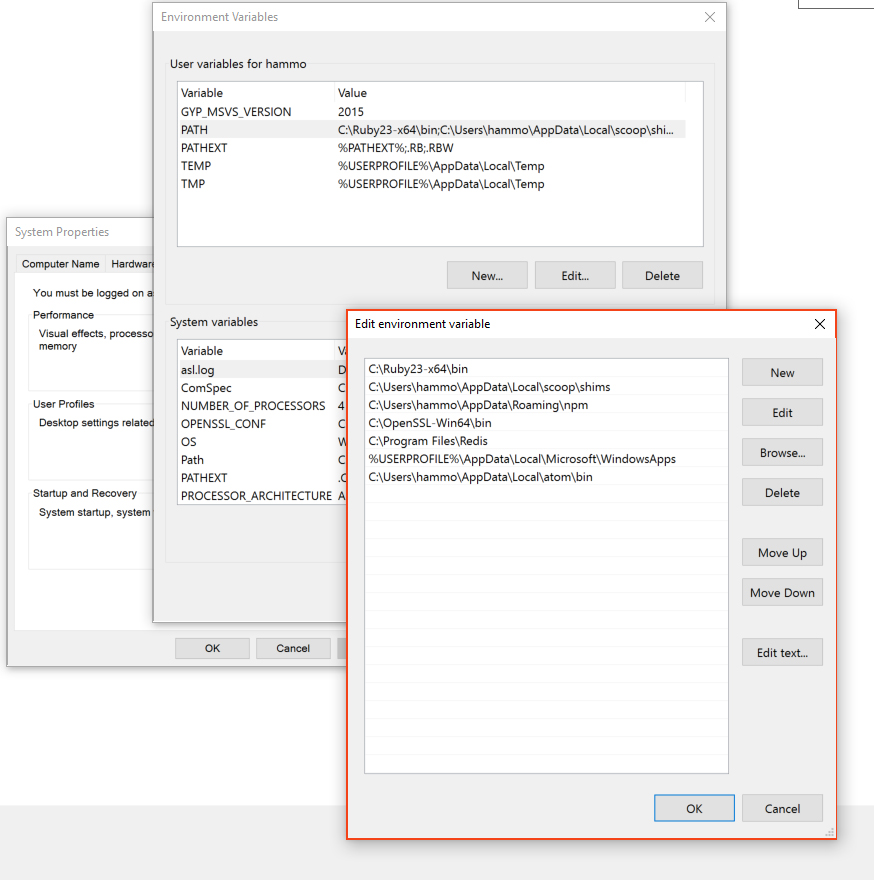 Environment Variables
User variables for hammo
Variable Value
GYP_MSVS_VERSION 2015
PATH C:\Ruby23-x64\bin;C:\Users\hammo\AppData\Local\scoop\shi...
PATHEXT %PATHEXT%;.RB;.RBW
TEMP %USERPROFILE%\AppData\Local\Temp
TMP %USERPROFILE%\AppData\Local\Temp
New... Edit... Delete
System variables
Variable
asl.log D
ComSpec C
NUMBER_OF_PROCESSORS 4
OPENSSL_CONF C
OS W
Path C
PATHEXT .C
PROCESSOR_ARCHITECTURE A
System Properties
Computer Name Hardware
You must be logged on a
Performance
Visual effects, processo
memory
User Profiles
Desktop settings related
Startup and Recovery
System startup, system
OK Cancel
Edit environment variable
C:\Ruby23-x64\bin
C:\Users\hammo\AppData\Local\scoop\shims
C:\Users\hammo\AppData\Roaming\npm
C:\OpenSSL-Win64\bin
C:\Program Files\Redis
%USERPROFILE%\AppData\Local\Microsoft\WindowsApps
C:\Users\hammo\AppData\Local\atom\bin
New
Edit
Browse...
Delete
Move Up
Move Down
Edit text...
OK Cancel